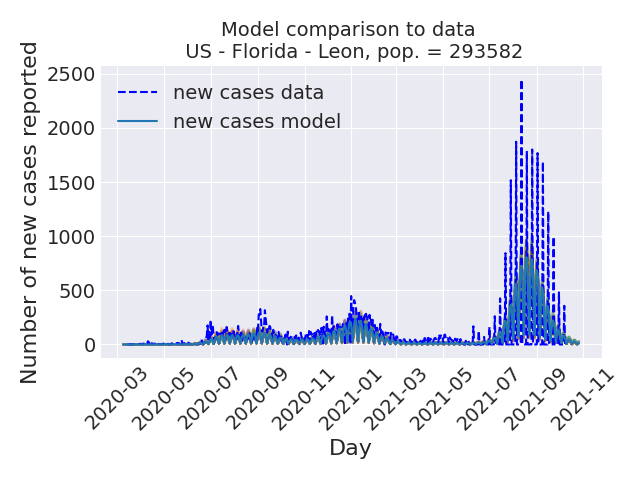 Model comparison to data
US - Florida - Leon, pop. = 293582
Number of new cases reported
2500
2000
1500
1000
500
0
new cases data
new cases model
2020-03
2020-05
2020-07
2020-09
2020-11
2021-01
2021-03
2021-05
2021-07
2021-09
2021-11
Day